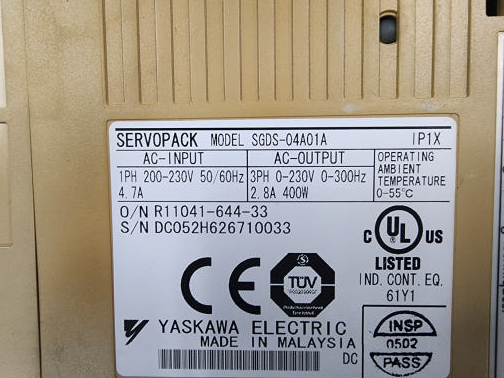 SERVOPACK MODEL SGDS-04A01A IP1X
AC-INPUT AC-OUTPUT OPERATING
AMBIENT
TEMPERATURE
0-55°C
1PH 200-230V 50/60Hz 3PH 0-230V 0-300Hz
4.7A 2.8A 400W
O/N R11041-644-33
S/N DC052H626710033
C UL US
LISTED
IND. CONT. EQ.
61Y1
CE
TÜV
YASKAWA ELECTRIC
MADE IN MALAYSIA
DC
INSP
0502
PASS